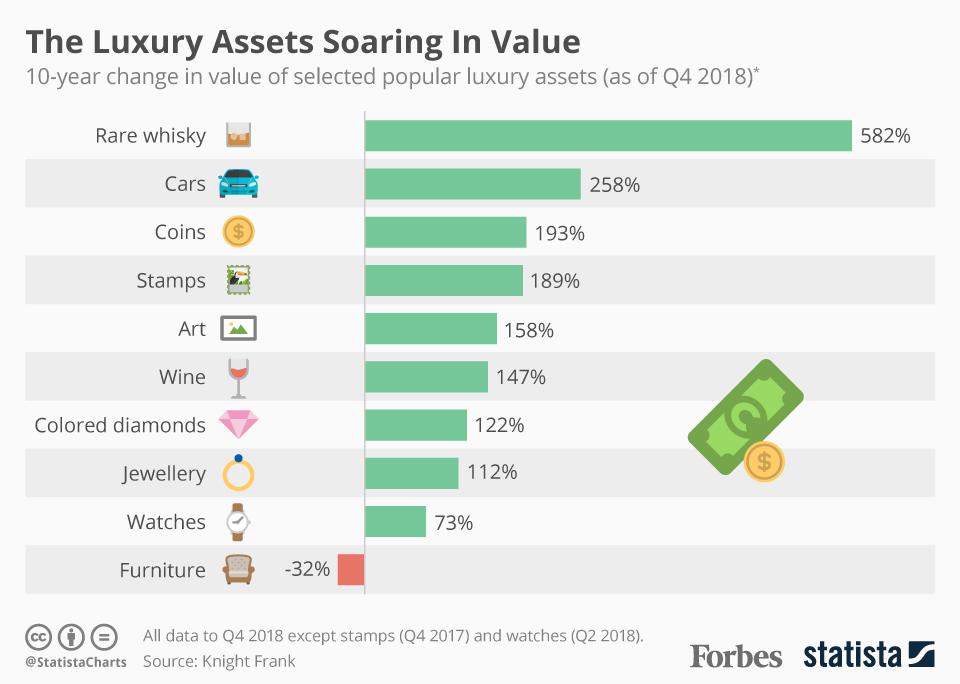 The Luxury Assets Soaring In Value
10-year change in value of selected popular luxury assets (as of Q4 2018)*
Rare whisky 582%
Cars 258%
Coins $ 193%
Stamps 189%
Art 158%
Wine 147%
Colored diamonds 122%
Jewellery 112%
$
Watches 73%
Furniture -32%
cc =
@StatistaCharts
All data to Q4 2018 except stamps (Q4 2017) and watches (Q2 2018).
Source: Knight Frank
Forbes statista